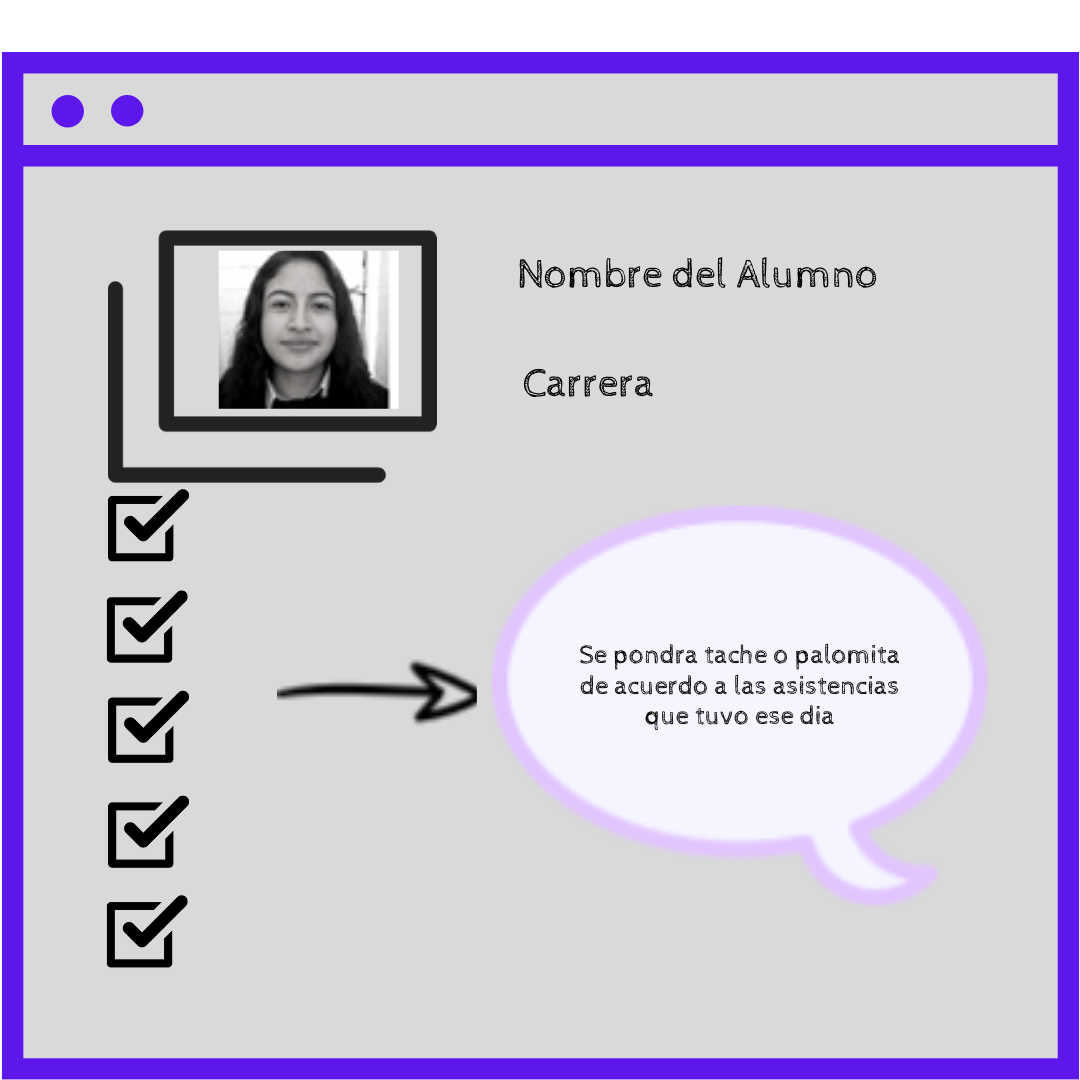 Nombre del Alumno
Carrera
Se pondra tache o palomita
de acuerdo a las asistencias
que tuvo ese dia